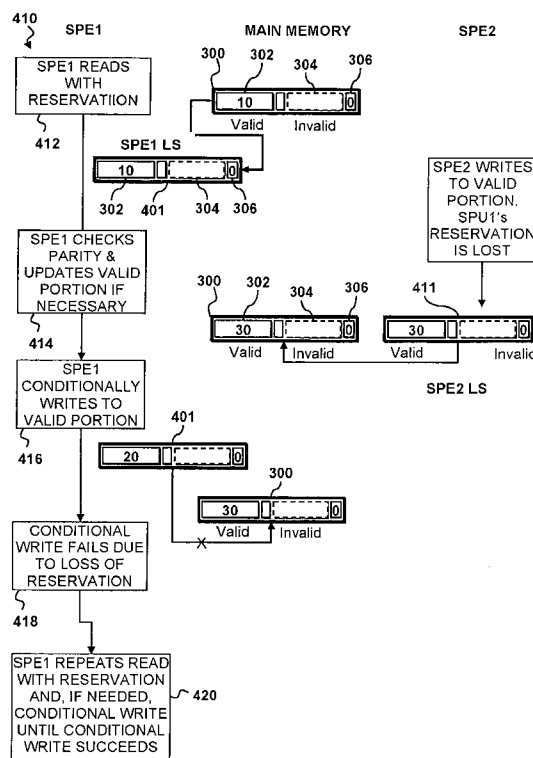 410
SPE1
MAIN MEMORY
SPE2
SPE1 READS
WITH
RESERVATIION
412
300
302
304
306
10
0
Valid
Invalid
SPE1 LS
10
0
302
401
304
306
SPE2 WRITES
TO VALID
PORTION.
SPU1's
RESERVATION
IS LOST
SPE1 CHECKS
PARITY &
UPDATES VALID
PORTION IF
NECESSARY
414
300
302
304
306
30
0
Valid
Invalid
411
30
0
Valid
Invalid
SPE2 LS
SPE1
CONDITIONALLY
WRITES TO
VALID PORTION
416
401
20
0
300
30
0
Valid
Invalid
X
CONDITIONAL
WRITE FAILS DUE
TO LOSS OF
RESERVATION
418
SPE1 REPEATS READ
WITH RESERVATION
AND, IF NEEDED,
CONDITIONAL WRITE
UNTIL CONDITIONAL
WRITE SUCCEEDS
420